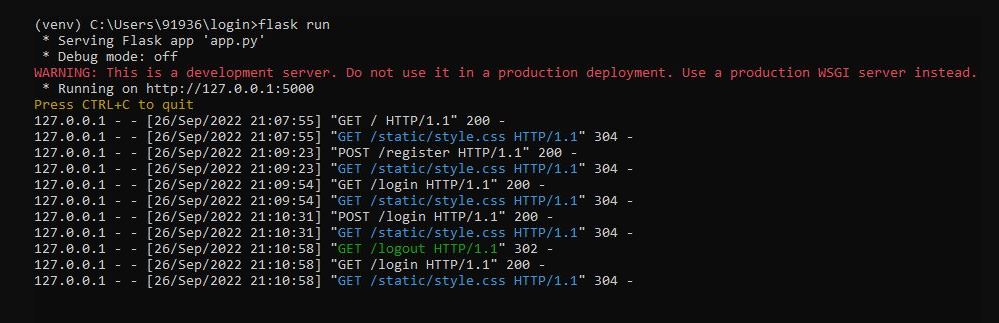 (venv) C:\Users\91936\login>flask run
 * Serving Flask app 'app.py'
 * Debug mode: off
WARNING: This is a development server. Do not use it in a production deployment. Use a production WSGI server instead.
 * Running on http://127.0.0.1:5000
Press CTRL+C to quit
127.0.0.1 - - [26/Sep/2022 21:07:55] "GET / HTTP/1.1" 200 -
127.0.0.1 - - [26/Sep/2022 21:07:55] "GET /static/style.css HTTP/1.1" 304 -
127.0.0.1 - - [26/Sep/2022 21:09:23] "POST /register HTTP/1.1" 200 -
127.0.0.1 - - [26/Sep/2022 21:09:23] "GET /static/style.css HTTP/1.1" 304 -
127.0.0.1 - - [26/Sep/2022 21:09:54] "GET /login HTTP/1.1" 200 -
127.0.0.1 - - [26/Sep/2022 21:09:54] "GET /static/style.css HTTP/1.1" 304 -
127.0.0.1 - - [26/Sep/2022 21:10:31] "POST /login HTTP/1.1" 200 -
127.0.0.1 - - [26/Sep/2022 21:10:31] "GET /static/style.css HTTP/1.1" 304 -
127.0.0.1 - - [26/Sep/2022 21:10:58] "GET /logout HTTP/1.1" 302 -
127.0.0.1 - - [26/Sep/2022 21:10:58] "GET /login HTTP/1.1" 200 -
127.0.0.1 - - [26/Sep/2022 21:10:58] "GET /static/style.css HTTP/1.1" 304 -